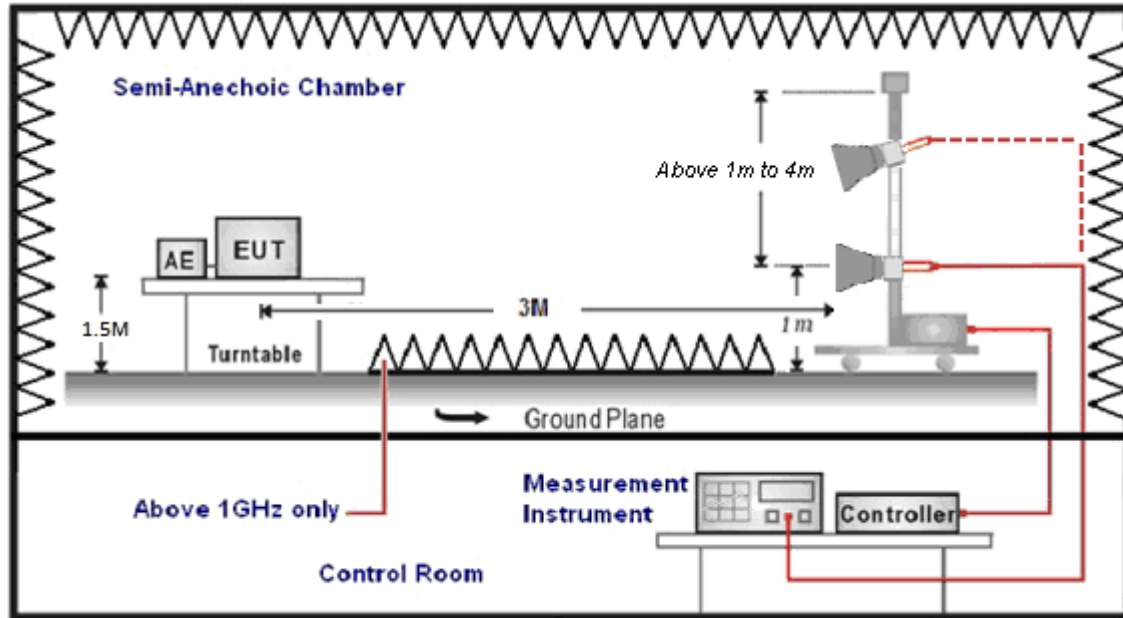 Semi-Anechoic Chamber
Above 1m to 4m
AE
EUT
3M
1m
1.5M
Turntable
Ground Plane
Above 1GHz only
Measurement
Instrument
Controller
Control Room